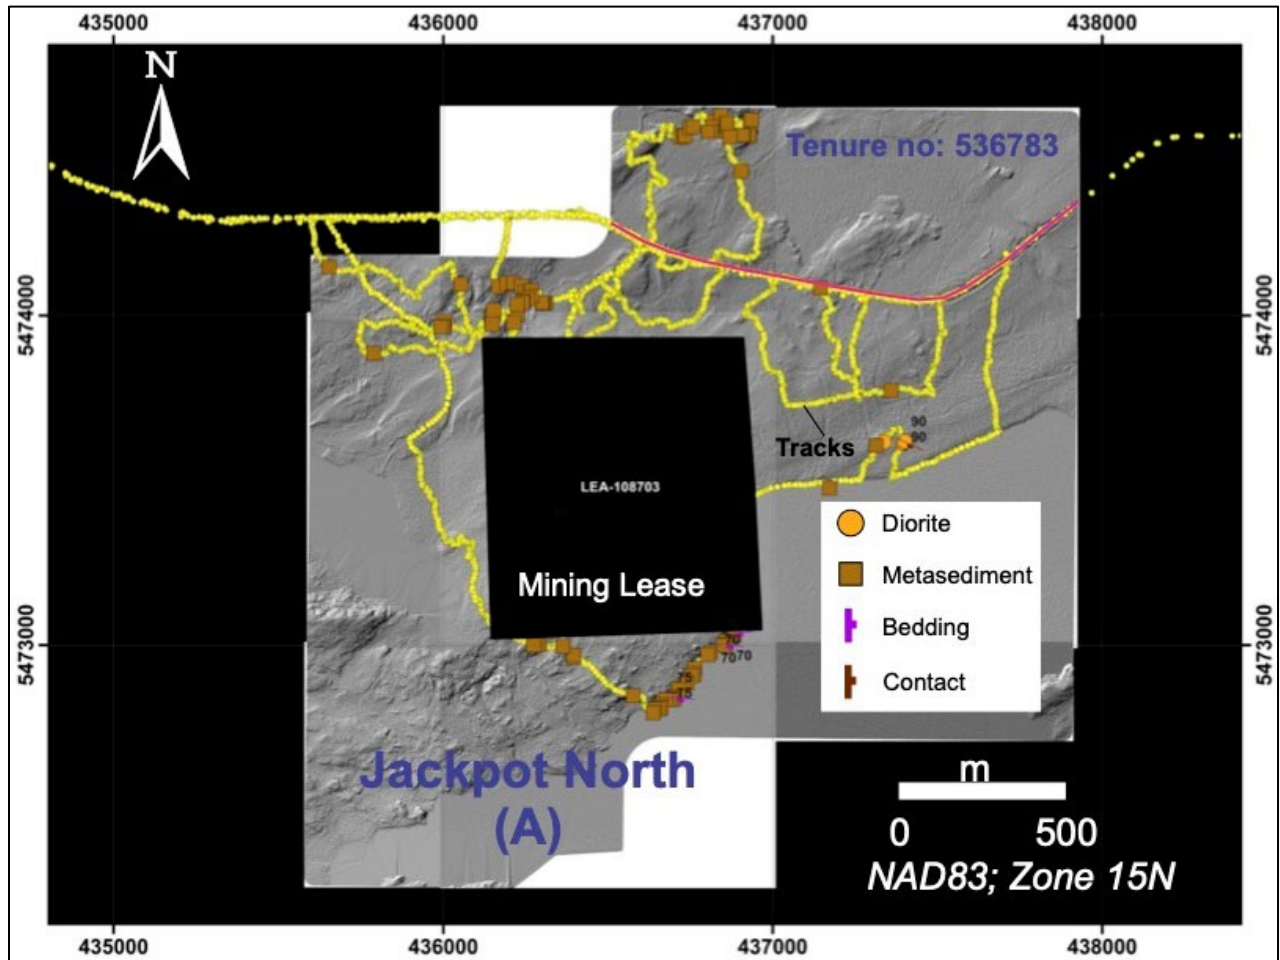 435000 436000 437000 438000
N
Tenure no: 536783
5474000
5474000
90
90
Tracks
LEA-108703
Diorite
Mining Lease
Metasediment
Bedding
Contact
5473000
5473000
70
7070
75
75
Jackpot North
(A)
m
0 500
NAD83; Zone 15N
435000 436000 437000 438000